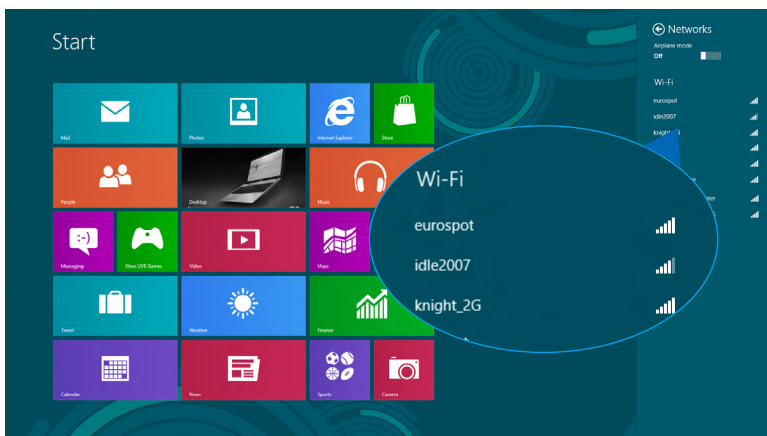 Start
Mail
Photos
Internet Explorer
Store
People
Desktop
Music
Messaging
Xbox LIVE Games
Video
Maps
Travel
Weather
Finance
Calendar
News
Sports
Camera
Wi-Fi
eurospot
idle2007
knight_2G
Networks
Airplane mode
Off
Wi-Fi
eurospot
idle2007